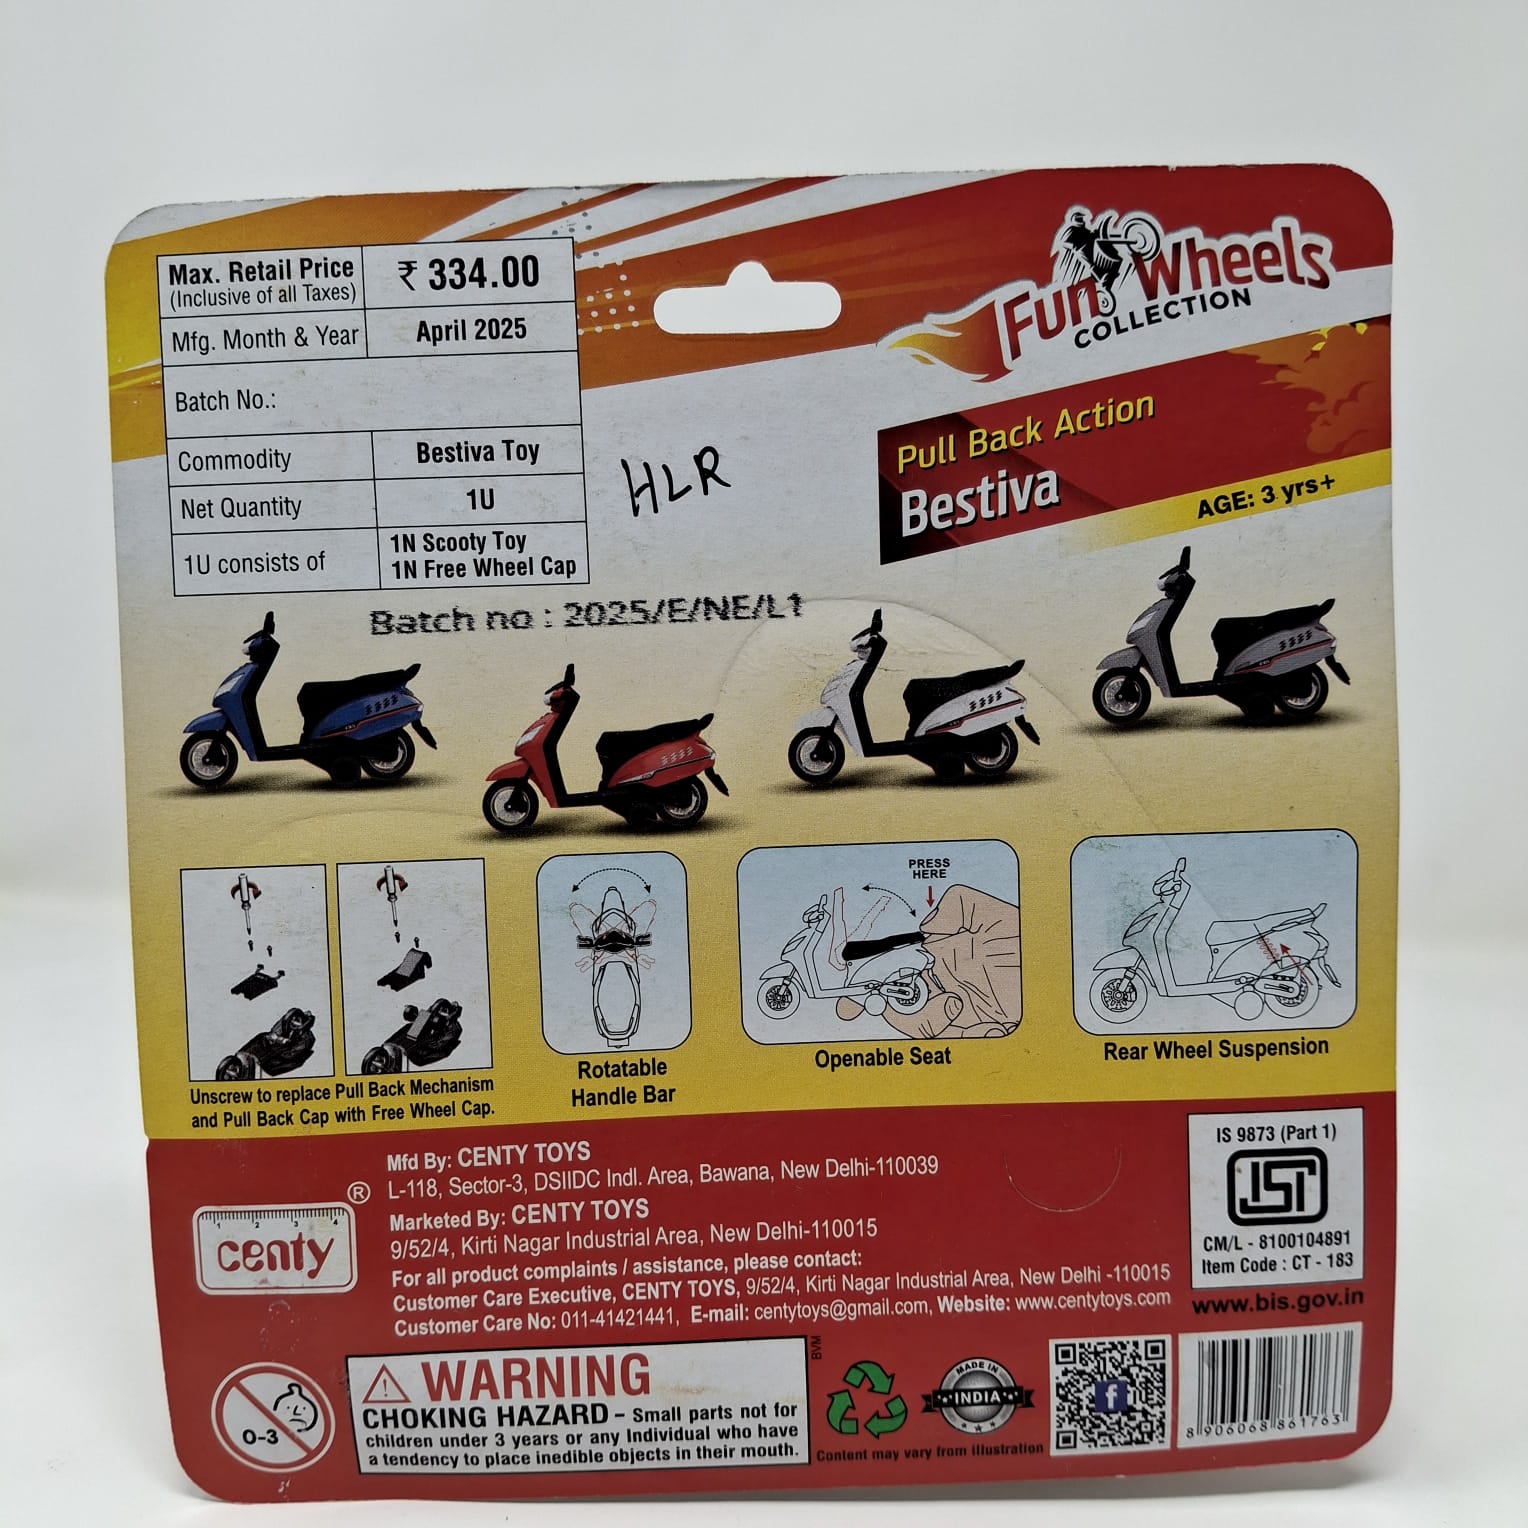 Max. Retail Price ₹ 334.00
(Inclusive of all Taxes)
Mfg. Month & Year April 2025
Batch No.:
Commodity Bestiva Toy
Net Quantity 1U
1U consists of 1N Scooty Toy
1N Free Wheel Cap
HLR
Batch no : 2025/E/NE/L1
Fun Wheels
COLLECTION
Pull Back Action
Bestiva
AGE: 3 yrs+
Unscrew to replace Pull Back Mechanism
and Pull Back Cap with Free Wheel Cap.
Rotatable
Handle Bar
PRESS
HERE
Openable Seat
Rear Wheel Suspension
1 2 3 4
centy
®
Mfd By: CENTY TOYS
L-118, Sector-3, DSIIDC Indl. Area, Bawana, New Delhi-110039
Marketed By: CENTY TOYS
9/52/4, Kirti Nagar Industrial Area, New Delhi-110015
For all product complaints / assistance, please contact:
Customer Care Executive, CENTY TOYS, 9/52/4, Kirti Nagar Industrial Area, New Delhi -110015
Customer Care No: 011-41421441, E-mail: centytoys@gmail.com, Website: www.centytoys.com
IS 9873 (Part 1)
ISI
CM/L - 8100104891
Item Code : CT - 183
www.bis.gov.in
0-3
WARNING
CHOKING HAZARD – Small parts not for
children under 3 years or any Individual who have
a tendency to place inedible objects in their mouth.
BVM
MADE IN
INDIA
Content may vary from illustration
f
8 906068 861763